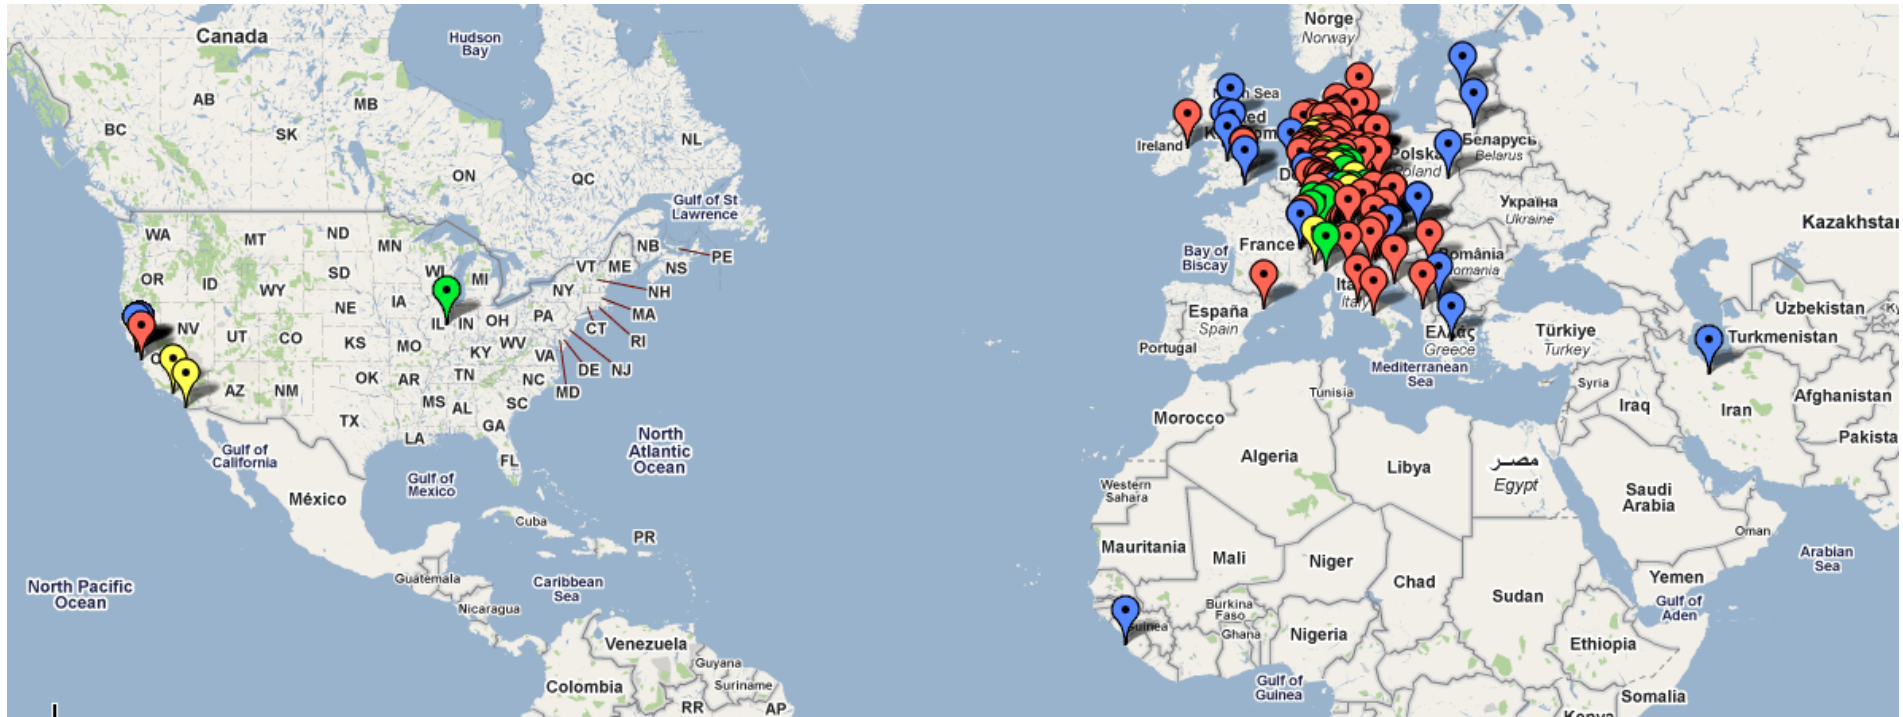 Canada
Hudson
Bay
AB
MB
BC
SK
NL
ON
QC
Gulf of St
Lawrence
WA
MT
ND
MN
NB
PE
OR
ID
SD
WI
MI
VT
ME
NS
WY
NY
NH
NE
IA
MA
NV
IL
IN
OH
PA
CT
RI
UT
CO
KS
MO
WV
KY
VA
DE
NJ
AZ
NM
OK
AR
TN
NC
MD
MS
AL
SC
TX
GA
LA
FL
Gulf of
California
Gulf of
Mexico
North
Atlantic
Ocean
México
Cuba
PR
North Pacific
Ocean
Guatemala
Caribbean
Sea
Nicaragua
Venezuela
Guyana
Colombia
Suriname
RR
AP
Norge
Norway
Sea
Ireland
Беларусь
Belarus
Polska
Україна
Ukraine
Kazakhstan
France
Bay of
Biscay
România
España
Spain
Italy
Portugal
Ελλάς
Greece
Türkiye
Turkey
Uzbekistan
Turkmenistan
Mediterranean
Sea
Tunisia
Syria
Iraq
Iran
Afghanistan
Pakista
Morocco
Algeria
Libya
مصر
Egypt
Western
Sahara
Saudi
Arabia
Oman
Mauritania
Mali
Niger
Chad
Sudan
Arabian
Sea
Yemen
Gulf of
Aden
Burkina
Faso
Guinea
Ghana
Nigeria
Ethiopia
Gulf of
Guinea
Somalia
Kenya